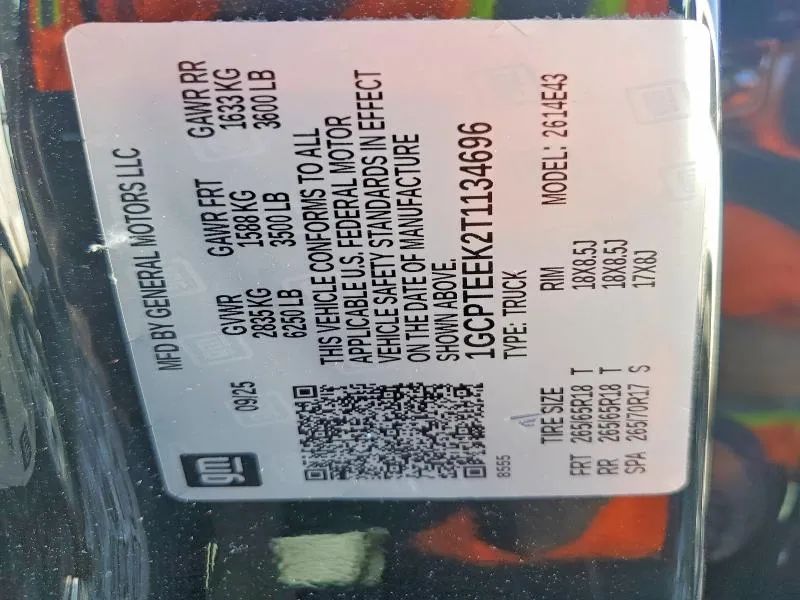 gm
09/25
MFD BY GENERAL MOTORS LLC
GVWR GAWR FRT GAWR RR
2835 KG 1588 KG 1633 KG
6250 LB 3500 LB 3600 LB
THIS VEHICLE CONFORMS TO ALL
APPLICABLE U.S. FEDERAL MOTOR
VEHICLE SAFETY STANDARDS IN EFFECT
ON THE DATE OF MANUFACTURE
SHOWN ABOVE.
1GCPTEEK2T1134696
8555
TYPE: TRUCK MODEL: 2614E43
TIRE SIZE RIM
FRT 265/65R18 T 18X8.5J
RR 265/65R18 T 18X8.5J
SPA 265/70R17 S 17X8J